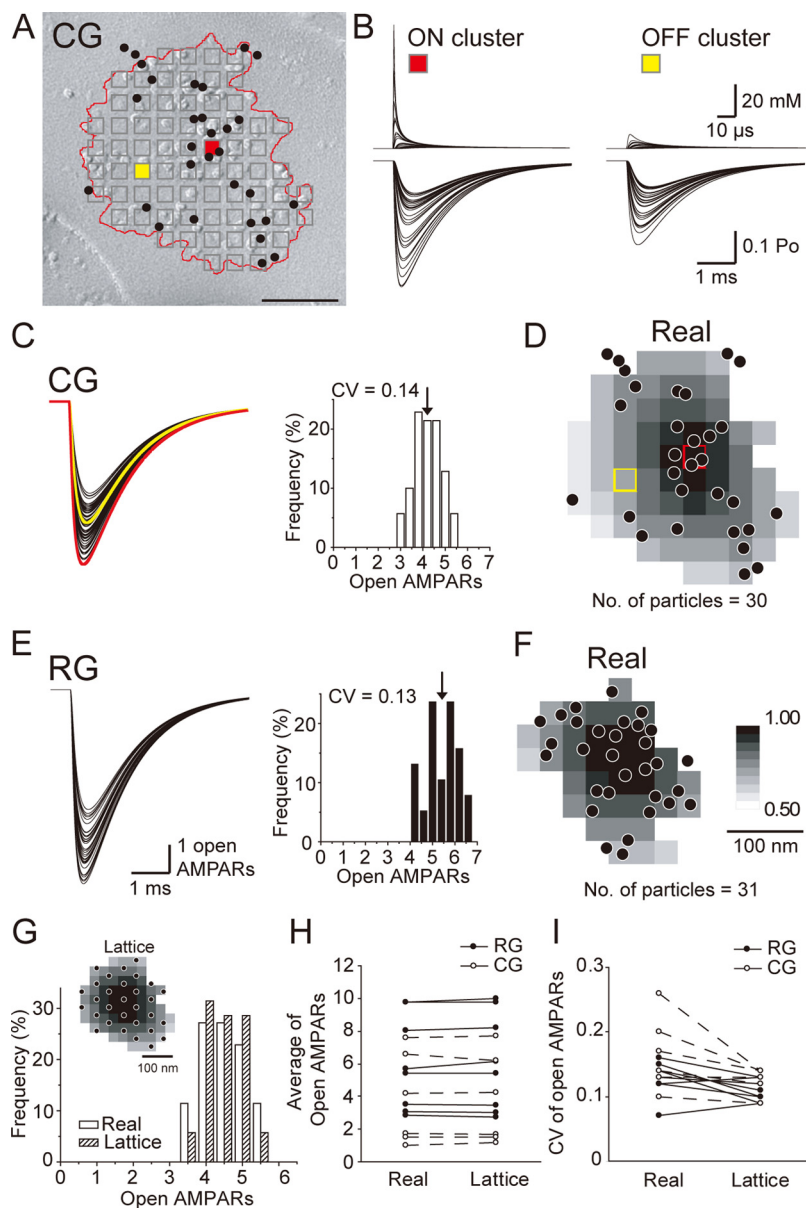 A
CG
B
ON cluster
OFF cluster
20 mM
10 µs
0.1 Po
1 ms
C
CG
CV = 0.14
Frequency (%)
20
10
0
0 1 2 3 4 5 6 7
Open AMPARs
D
Real
No. of particles = 30
E
RG
1 open
AMPARs
1 ms
CV = 0.13
Frequency (%)
20
10
0
0 1 2 3 4 5 6 7
Open AMPARs
F
Real
1.00
0.50
100 nm
No. of particles = 31
G
Lattice
100 nm
Frequency (%)
30
20
10
0
Real
Lattice
0 1 2 3 4 5 6
Open AMPARs
H
RG
CG
Average of
Open AMPARs
12
10
8
6
4
2
0
Real Lattice
I
RG
CG
CV of open AMPARs
0.3
0.2
0.1
0
Real Lattice